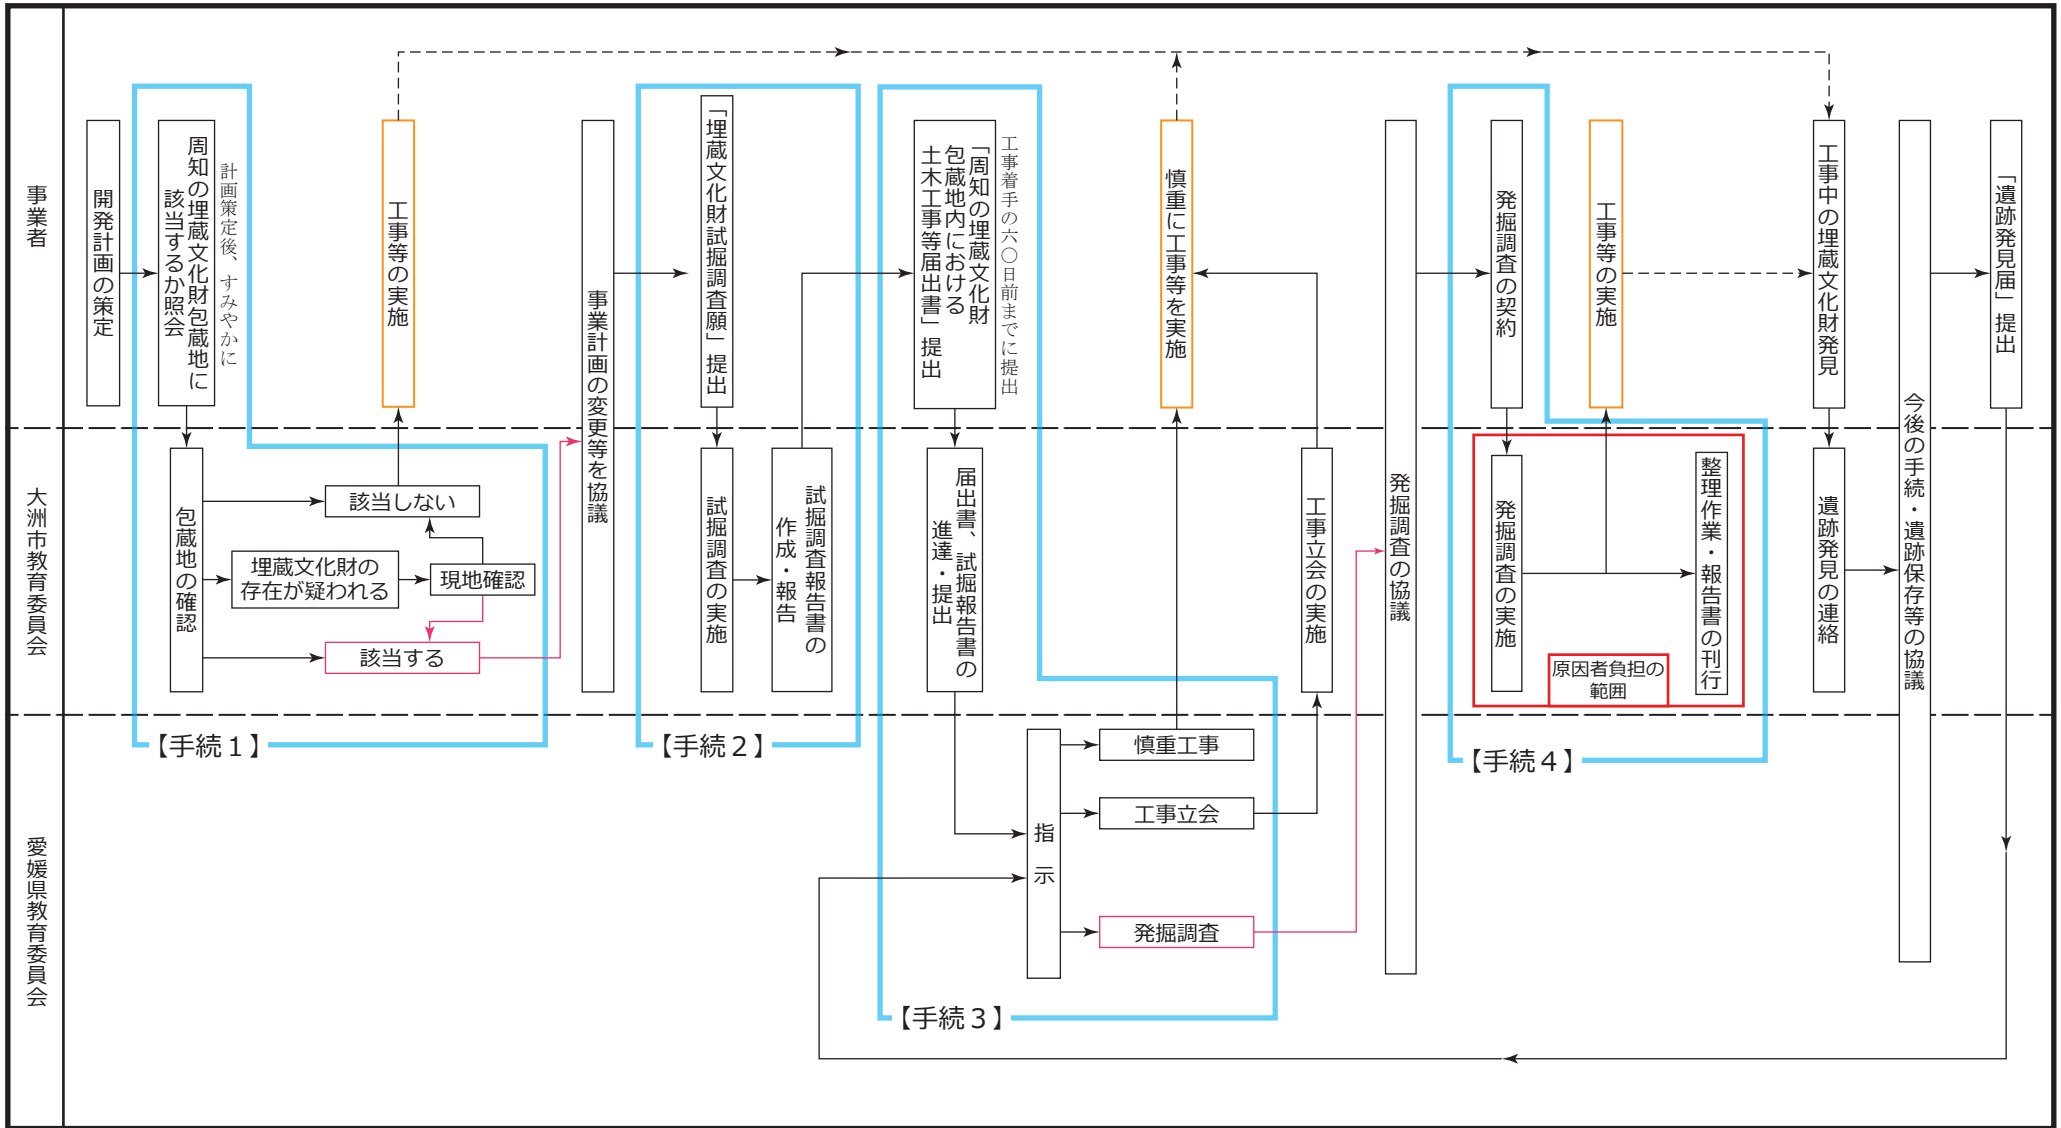 事業者
大洲市教育委員会
愛媛県教育委員会
開発計画の策定
周知の埋蔵文化財包蔵地に
該当するか照会
計画策定後、すみやかに
包蔵地の確認
該当しない
埋蔵文化財の
存在が疑われる
現地確認
該当する
【手続１】
工事等の実施
事業計画の変更等を協議
「埋蔵文化財試掘調査願」提出
試掘調査の実施
試掘調査報告書の
作成・報告
【手続２】
工事着手の六〇日前までに提出
「周知の埋蔵文化財
包蔵地内における
土木工事等届出書」提出
届出書、試掘報告書の
進達・提出
指示
慎重工事
工事立会
発掘調査
【手続３】
慎重に工事等を実施
工事立会の実施
発掘調査の協議
発掘調査の契約
発掘調査の実施
工事等の実施
整理作業・報告書の刊行
原因者負担の
範囲
【手続４】
工事中の埋蔵文化財発見
遺跡発見の連絡
今後の手続・遺跡保存等の協議
「遺跡発見届」提出